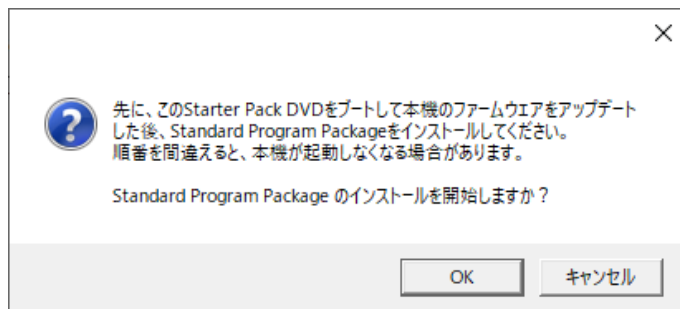 先に、このStarter Pack DVDをブートして本機のファームウェアをアップデート
した後、Standard Program Packageをインストールしてください。
順番を間違えると、本機が起動しなくなる場合があります。
Standard Program Package のインストールを開始しますか？
OK
キャンセル